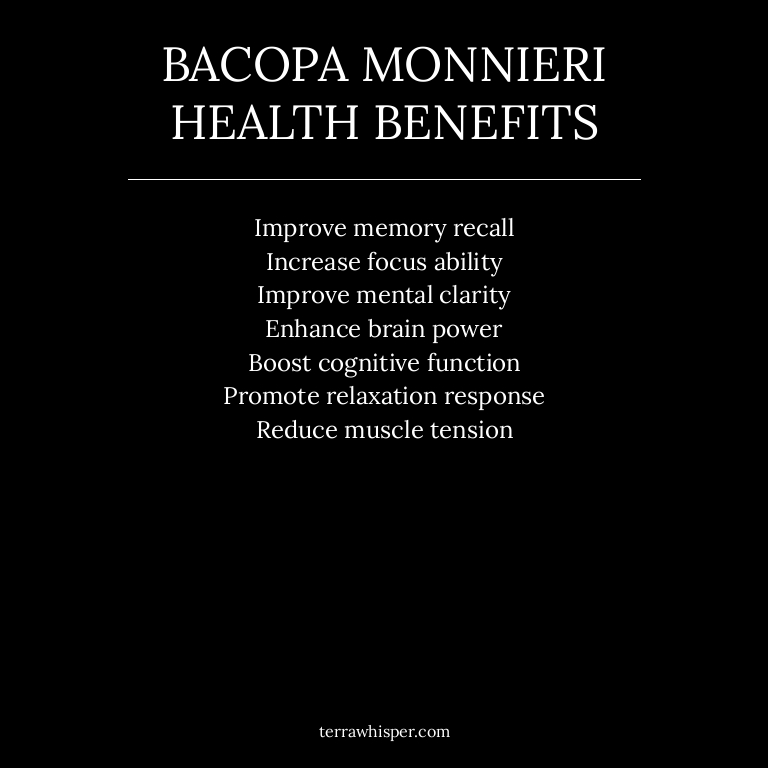 BACOPA MONNIERI
HEALTH BENEFITS
Improve memory recall
Increase focus ability
Improve mental clarity
Enhance brain power
Boost cognitive function
Promote relaxation response
Reduce muscle tension
terrawhisper.com